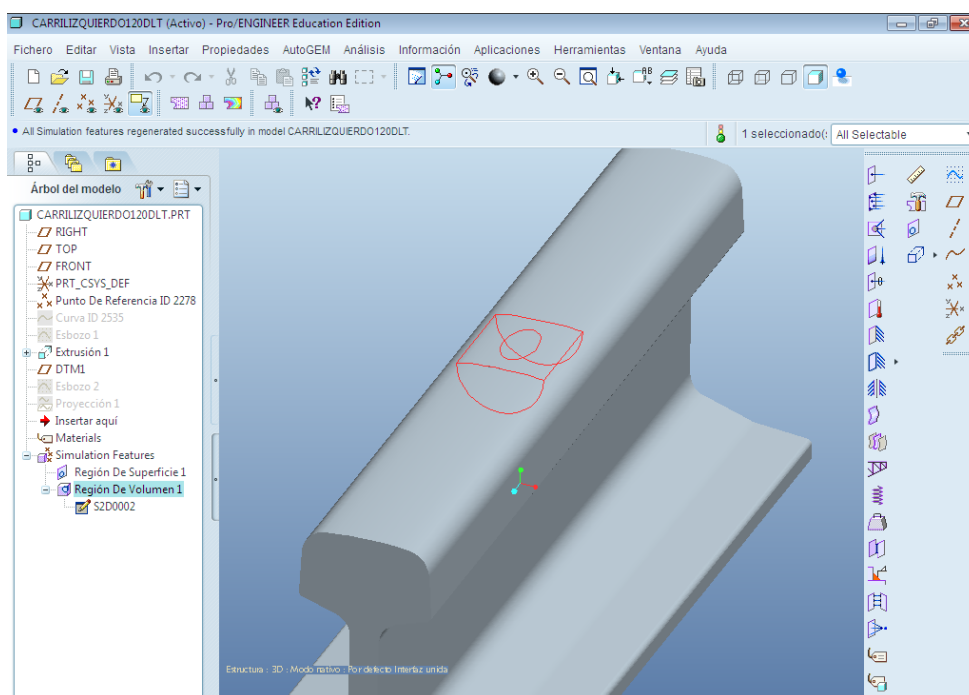 CARRILIZQUIERDO120DLT (Activo) - Pro/ENGINEER Education Edition
Fichero Editar Vista Insertar Propiedades AutoGEM Análisis Información Aplicaciones Herramientas Ventana Ayuda
All Simulation features regenerated successfully in model CARRILIZQUIERDO120DLT.
1 seleccionado(: All Selectable
Árbol del modelo
CARRILIZQUIERDO120DLT.PRT
RIGHT
TOP
FRONT
PRT_CSYS_DEF
Punto De Referencia ID 2278
Curva ID 2535
Esbozo 1
Extrusión 1
DTM1
Esbozo 2
Proyección 1
Insertar aquí
Materials
Simulation Features
Región De Superficie 1
Región De Volumen 1
S2D0002
Estructura : 3D : Modo nativo : Por defecto Interfaz unida